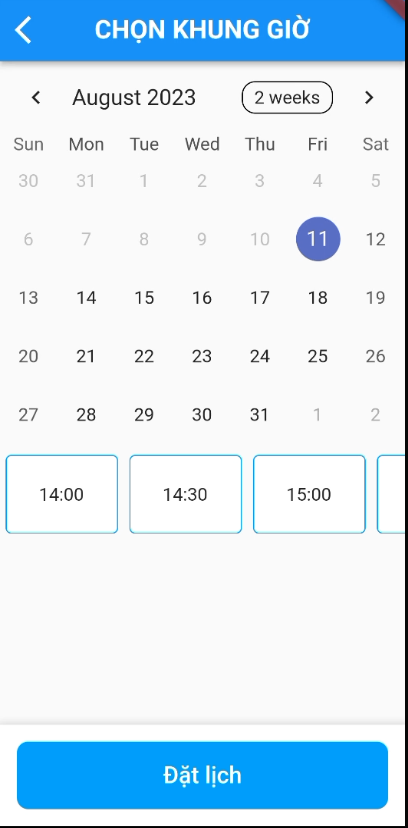 CHỌN KHUNG GIỜ
August 2023 2 weeks
Sun Mon Tue Wed Thu Fri Sat
30 31 1 2 3 4 5
6 7 8 9 10 11 12
13 14 15 16 17 18 19
20 21 22 23 24 25 26
27 28 29 30 31 1 2
14:00 14:30 15:00
Đặt lịch